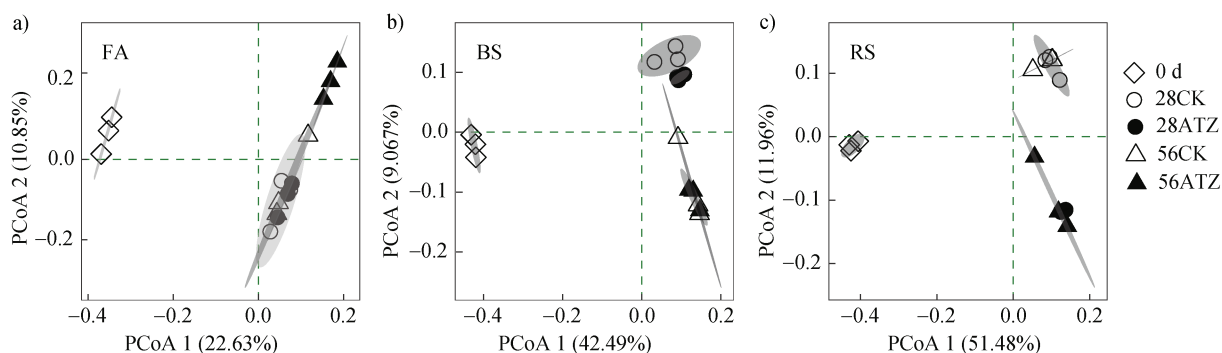 a)
FA
0.2
0.0
−0.2
PCoA 2 (10.85%)
−0.4
−0.2
0.0
0.2
PCoA 1 (22.63%)
b)
BS
0.1
0.0
−0.1
−0.2
PCoA 2 (9.067%)
−0.4
−0.2
0.0
0.2
PCoA 1 (42.49%)
c)
RS
0.1
0.0
−0.1
−0.2
PCoA 2 (11.96%)
−0.4
−0.2
0.0
0.2
PCoA 1 (51.48%)
0 d
28CK
28ATZ
56CK
56ATZ